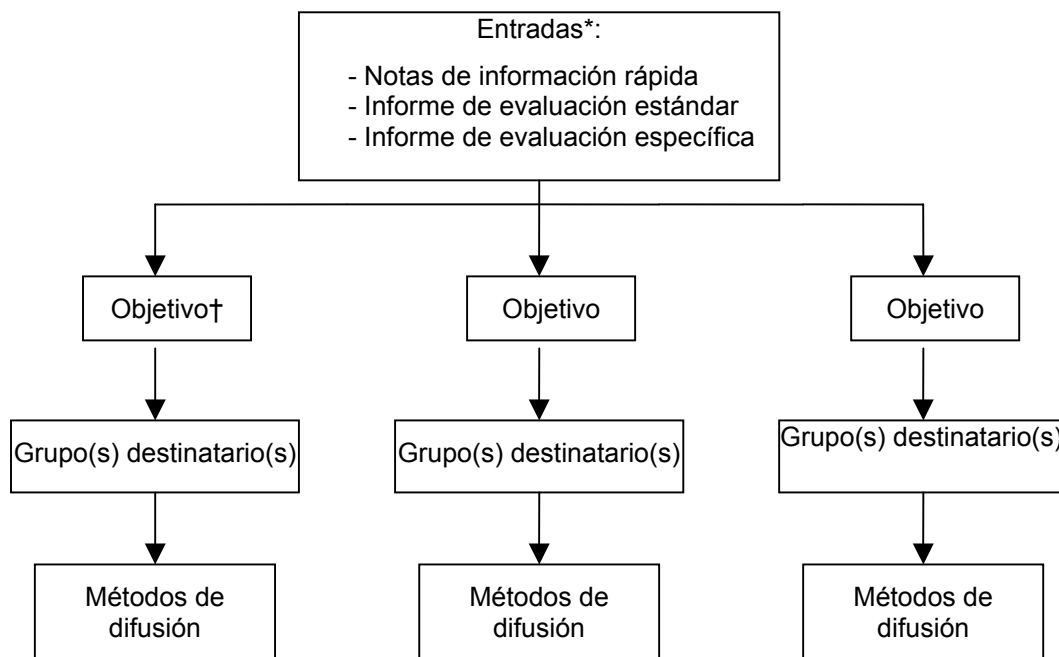 Entradas*:
- Notas de información rápida
- Informe de evaluación estándar
- Informe de evaluación específica
Objetivo†
Objetivo
Objetivo
Grupo(s) destinatario(s)
Grupo(s) destinatario(s)
Grupo(s) destinatario(s)
Métodos de
difusión
Métodos de
difusión
Métodos de
difusión